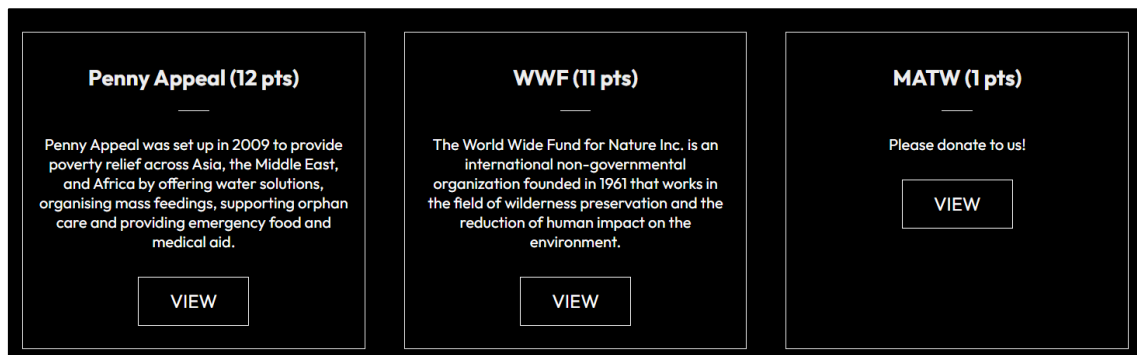 Penny Appeal (12 pts)
Penny Appeal was set up in 2009 to provide
poverty relief across Asia, the Middle East,
and Africa by offering water solutions,
organising mass feedings, supporting orphan
care and providing emergency food and
medical aid.
VIEW
WWF (11 pts)
The World Wide Fund for Nature Inc. is an
international non-governmental
organization founded in 1961 that works in
the field of wilderness preservation and the
reduction of human impact on the
environment.
VIEW
MATW (1 pts)
Please donate to us!
VIEW